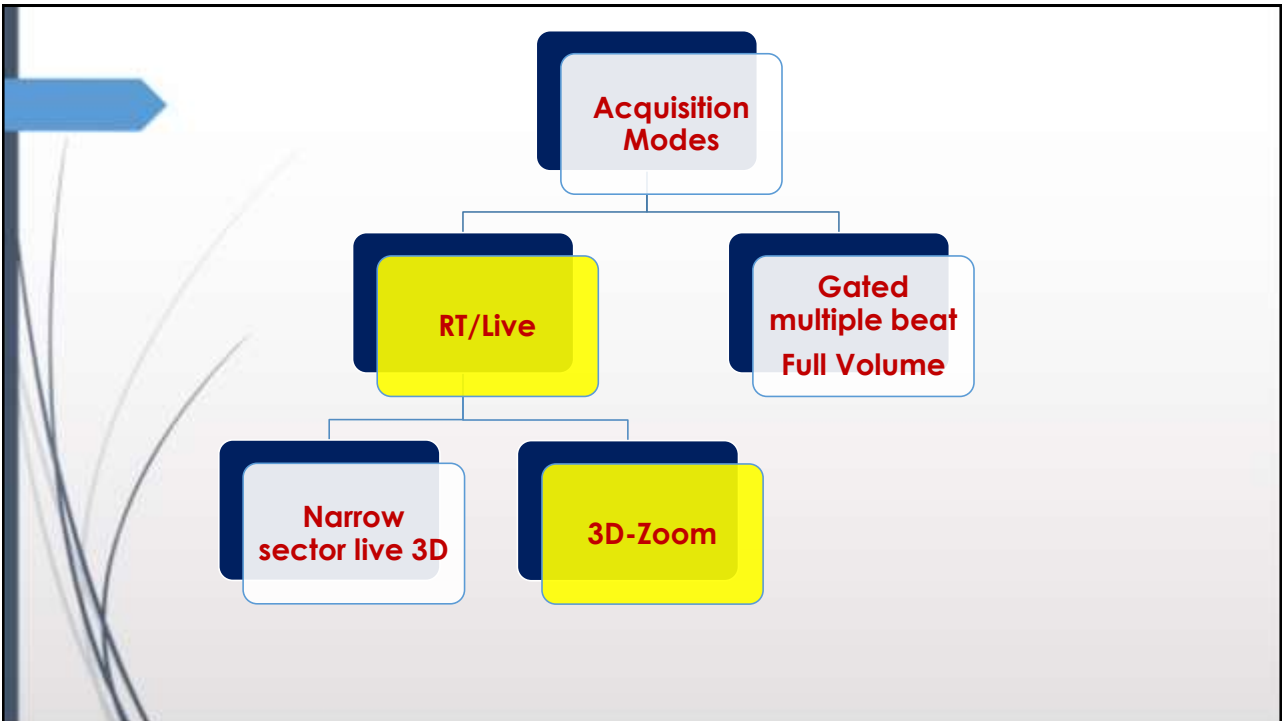 Acquisition
Modes
RT/Live
Gated
multiple beat
Full Volume
Narrow
sector live 3D
3D-Zoom